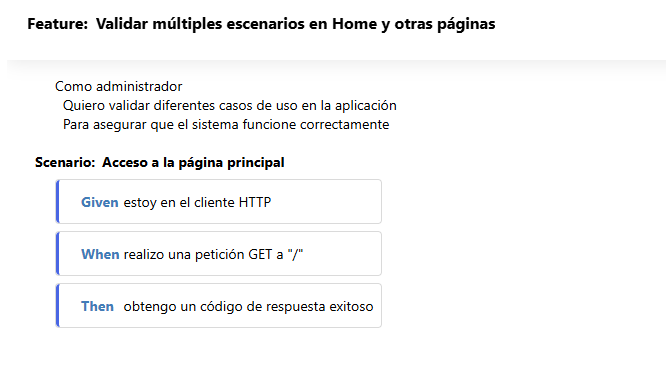 Feature: Validar múltiples escenarios en Home y otras páginas
Como administrador
Quiero validar diferentes casos de uso en la aplicación
Para asegurar que el sistema funcione correctamente
Scenario: Acceso a la página principal
Given estoy en el cliente HTTP
When realizo una petición GET a "/"
Then obtengo un código de respuesta exitoso